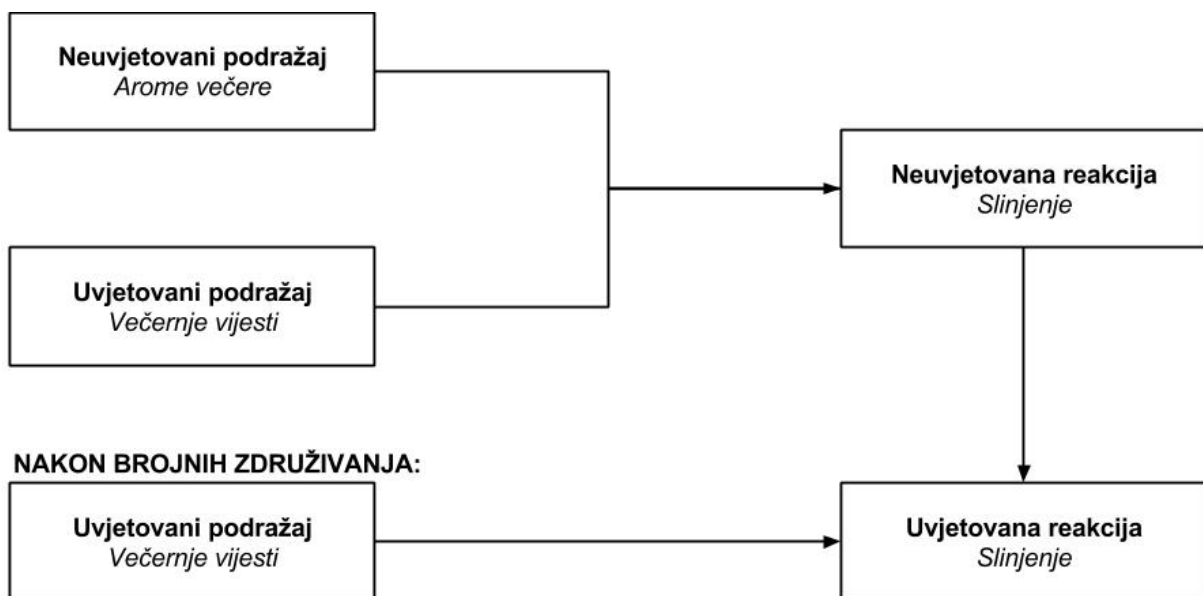 Neuvjetovani podražaj
Arome večere
Neuvjetovana reakcija
Slinjenje
Uvjetovani podražaj
Večernje vijesti
NAKON BROJNIH ZDRUŽIVANJA:
Uvjetovani podražaj
Večernje vijesti
Uvjetovana reakcija
Slinjenje